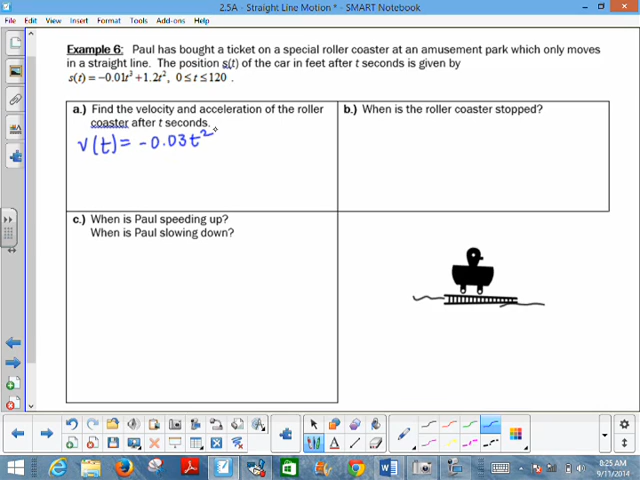 2.5A - Straight Line Motion * - SMART Notebook
File Edit View Insert Format Tools Add-ons Help
Example 6: Paul has bought a ticket on a special roller coaster at an amusement park which only moves
in a straight line. The position s(t) of the car in feet after t seconds is given by
s(t) = −0.01t³ + 1.2t², 0 ≤ t ≤ 120 .
a.) Find the velocity and acceleration of the roller
coaster after t seconds.
v(t) = -0.03t²
b.) When is the roller coaster stopped?
c.) When is Paul speeding up?
When is Paul slowing down?
8:25 AM
9/11/2014